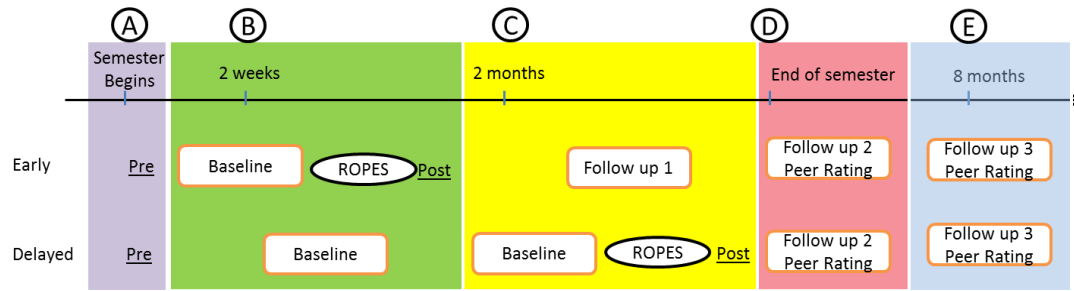 A
B
C
D
E
Semester
Begins
2 weeks
2 months
End of semester
8 months
Early
Pre
Baseline
ROPES
Post
Follow up 1
Follow up 2
Peer Rating
Follow up 3
Peer Rating
Delayed
Pre
Baseline
Baseline
ROPES
Post
Follow up 2
Peer Rating
Follow up 3
Peer Rating